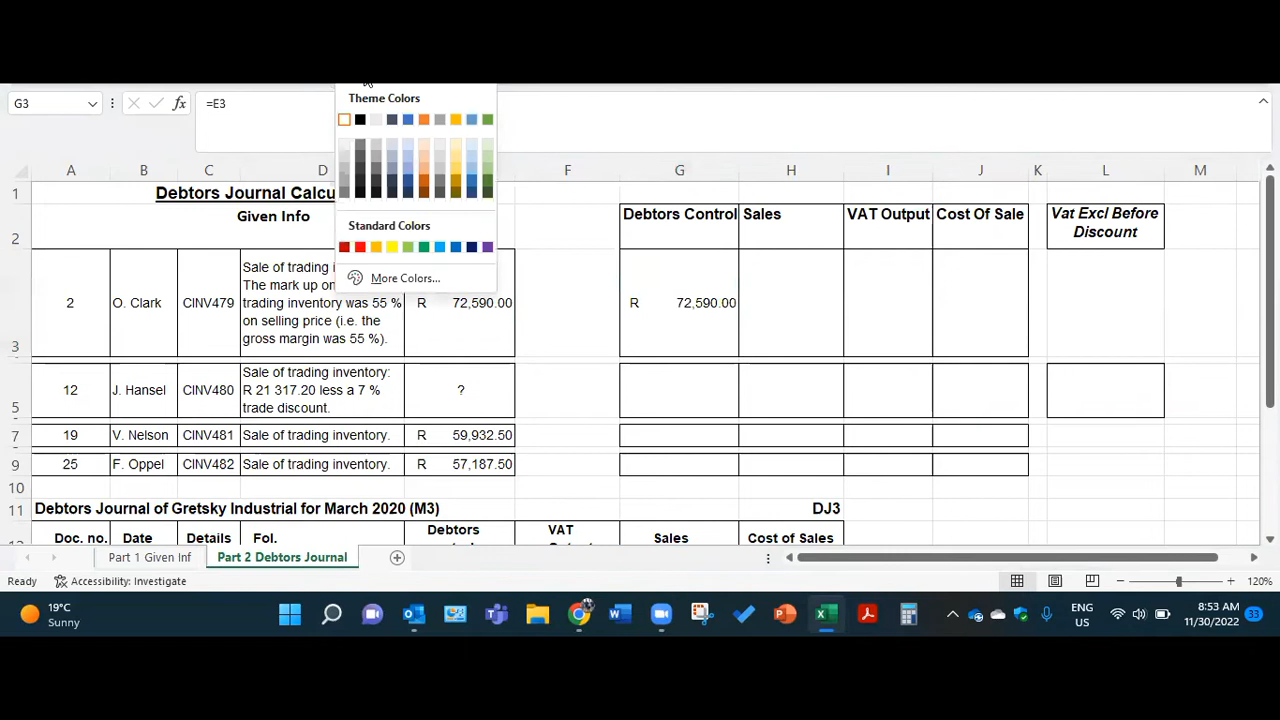 Theme Colors
G3 fx =E3
A B C D F G H I J K L M
Standard Colors
More Colors...
1 Debtors Journal Calcu
2 Given Info Debtors Control Sales VAT Output Cost Of Sale Vat Excl Before
Discount
3 2 O. Clark CINV479 Sale of trading i
The mark up on
trading inventory was 55 % R 72,590.00 R 72,590.00
on selling price (i.e. the
gross margin was 55 %).
5 12 J. Hansel CINV480 Sale of trading inventory:
R 21 317.20 less a 7 % ?
trade discount.
7 19 V. Nelson CINV481 Sale of trading inventory. R 59,932.50
9 25 F. Oppel CINV482 Sale of trading inventory. R 57,187.50
10
11 Debtors Journal of Gretsky Industrial for March 2020 (M3) DJ3
Doc. no. Date Details Fol. Debtors VAT Sales Cost of Sales
Part 1 Given Inf Part 2 Debtors Journal
Ready Accessibility: Investigate 120%
19°C
Sunny
ENG
US
8:53 AM
11/30/2022 33